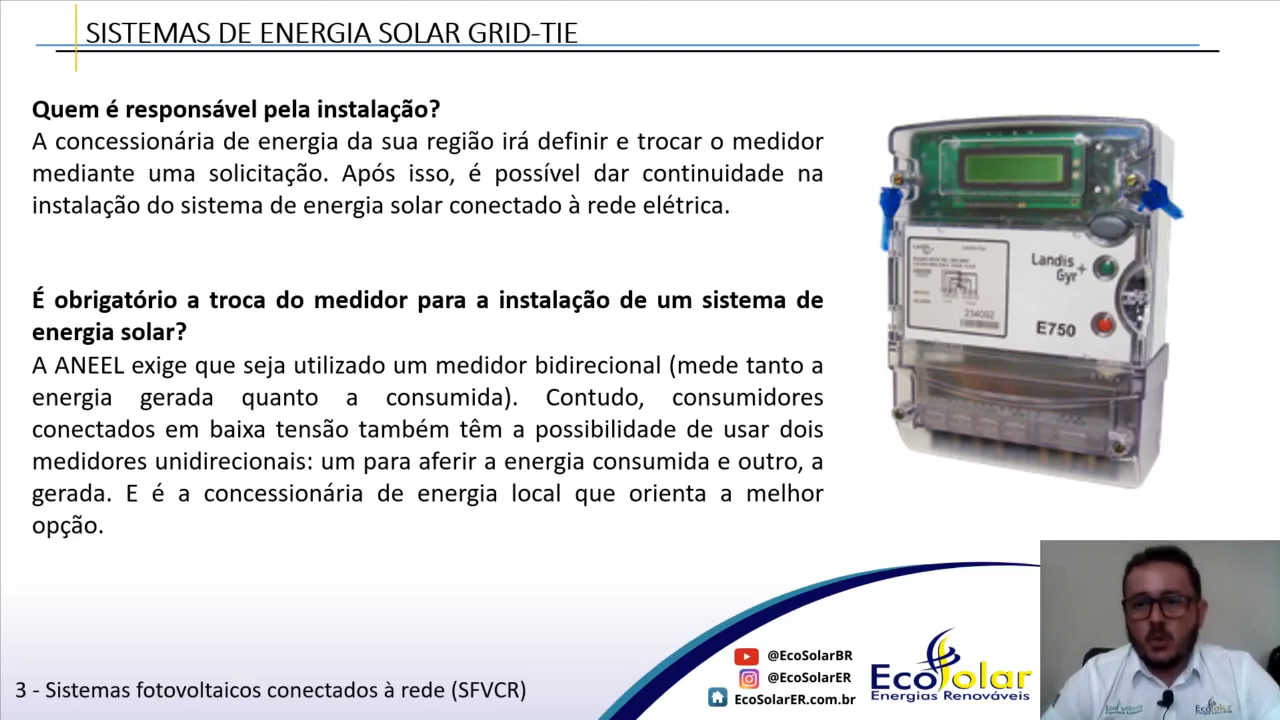 SISTEMAS DE ENERGIA SOLAR GRID-TIE
Quem é responsável pela instalação?
A concessionária de energia da sua região irá definir e trocar o medidor
mediante uma solicitação. Após isso, é possível dar continuidade na
instalação do sistema de energia solar conectado à rede elétrica.
É obrigatório a troca do medidor para a instalação de um sistema de
energia solar?
A ANEEL exige que seja utilizado um medidor bidirecional (mede tanto a
energia gerada quanto a consumida). Contudo, consumidores
conectados em baixa tensão também têm a possibilidade de usar dois
medidores unidirecionais: um para aferir a energia consumida e outro, a
gerada. E é a concessionária de energia local que orienta a melhor
opção.
Landis
Gyr+
E750
234092
@EcoSolarBR
@EcoSolarER
EcoSolarER.com.br
EcoSolar
Energias Renováveis
3 - Sistemas fotovoltaicos conectados à rede (SFVCR)